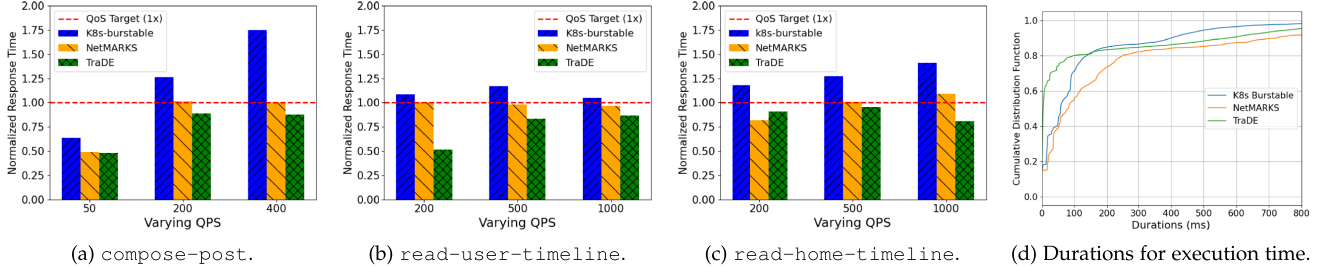 Normalized Response Time
2.00
1.75
1.50
1.25
1.00
0.75
0.50
0.25
0.00
QoS Target (1x)
K8s-burstable
NetMARKS
TraDE
50
200
400
Varying QPS
(a) compose-post.
Normalized Response Time
2.00
1.75
1.50
1.25
1.00
0.75
0.50
0.25
0.00
QoS Target (1x)
K8s-burstable
NetMARKS
TraDE
200
500
1000
Varying QPS
(b) read-user-timeline.
Normalized Response Time
2.00
1.75
1.50
1.25
1.00
0.75
0.50
0.25
0.00
QoS Target (1x)
K8s-burstable
NetMARKS
TraDE
200
500
1000
Varying QPS
(c) read-home-timeline.
Cumulative Distribution Function
1.0
0.8
0.6
0.4
0.2
0.0
K8s Burstable
NetMARKS
TraDE
0
100
200
300
400
500
600
700
800
Durations (ms)
(d) Durations for execution time.